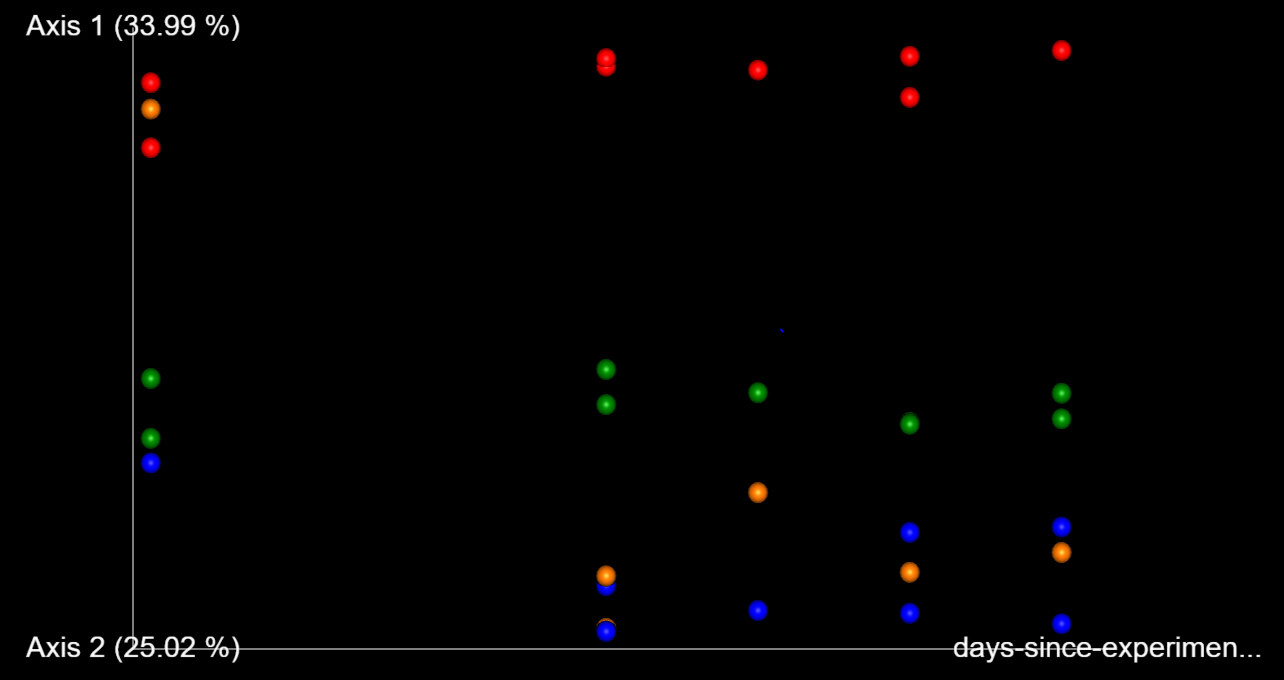 Axis 1 (33.99 %)
Axis 2 (25.02 %)
days-since-experimen...